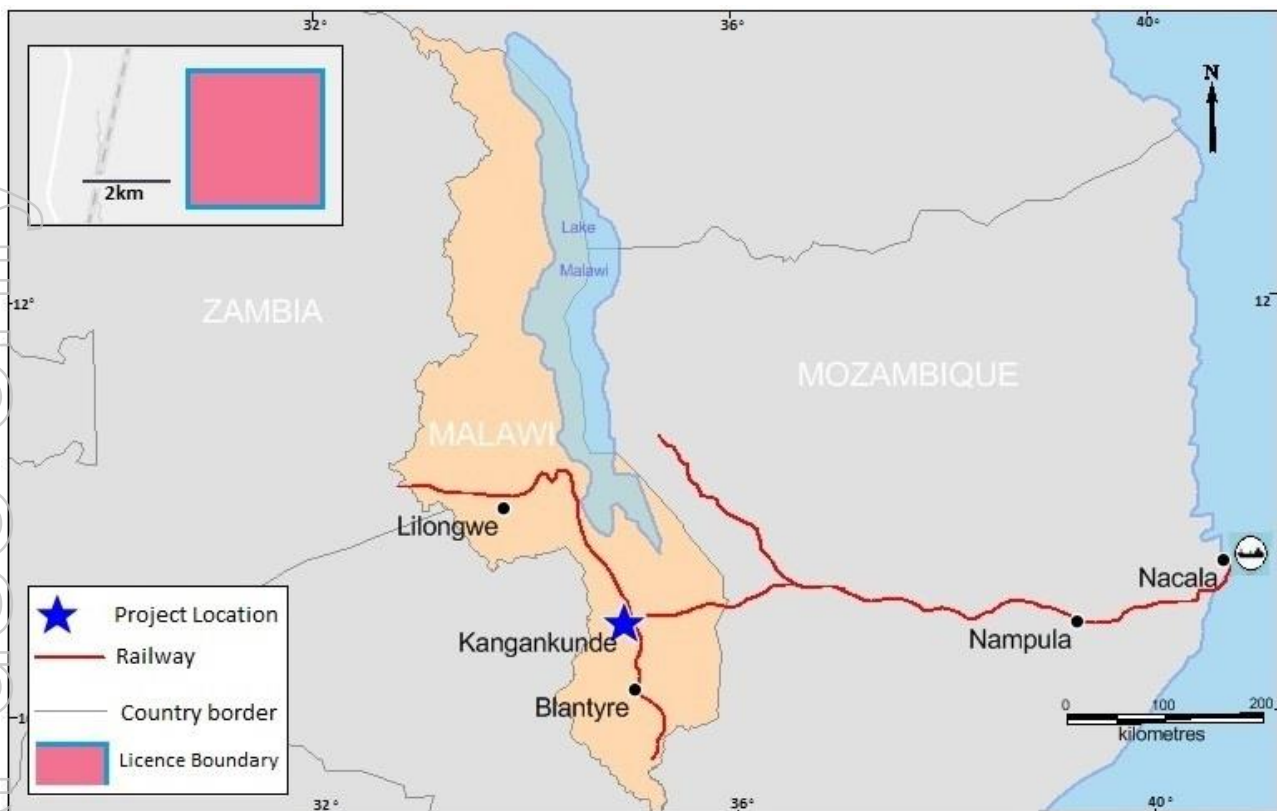 32°
36°
40°
N
2km
Lake
Malawi
12°
12
ZAMBIA
MOZAMBIQUE
MALAWI
Lilongwe
Nacala
Project Location
Kangankunde
Nampula
Railway
Blantyre
Country border
0 100 200
kilometres
Licence Boundary
32°
36°
40°